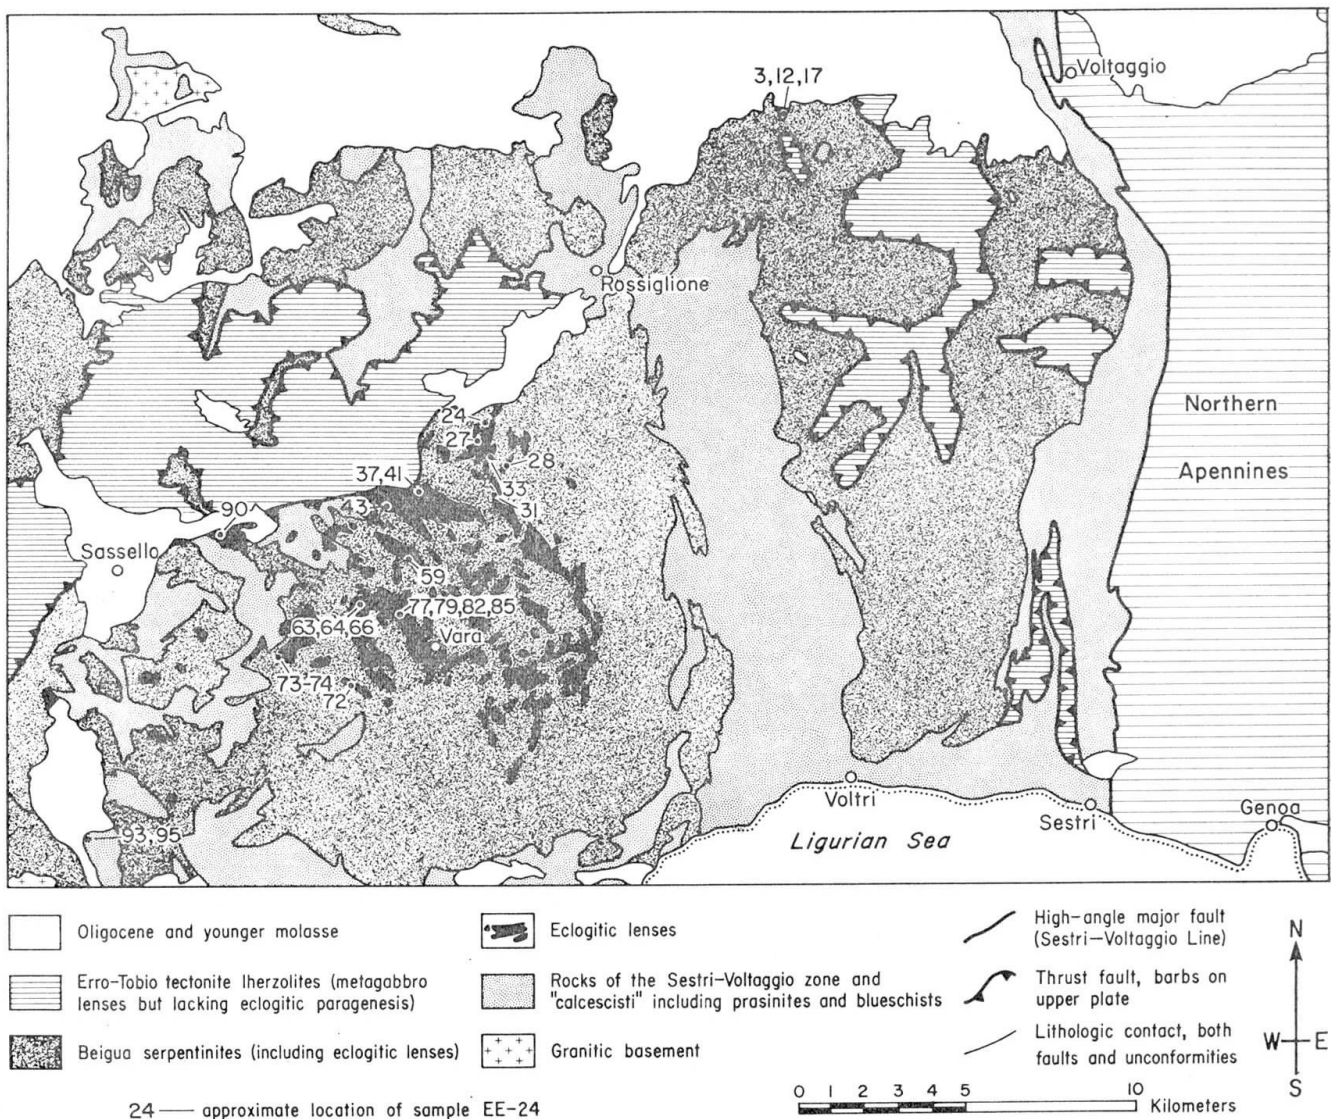 3,12,17
Voltaggio
Rossiglione
24
27
28
37,41
33
43
31
90
Northern
Apennines
Sassello
59
77,79,82,85
63,64,66
Vara
73-74
72
93,95
Voltri
Sestri
Genoa
Ligurian Sea
Oligocene and younger molasse
Erro-Tobio tectonite lherzolites (metagabbro
lenses but lacking eclogitic paragenesis)
Beigua serpentinites (including eclogitic lenses)
Eclogitic lenses
Rocks of the Sestri-Voltaggio zone and
"calcescisti" including prasinites and blueschists
Granitic basement
High-angle major fault
(Sestri-Voltaggio Line)
Thrust fault, barbs on
upper plate
Lithologic contact, both
faults and unconformities
N
W E
S
24 — approximate location of sample EE-24
0 1 2 3 4 5 10
Kilometers